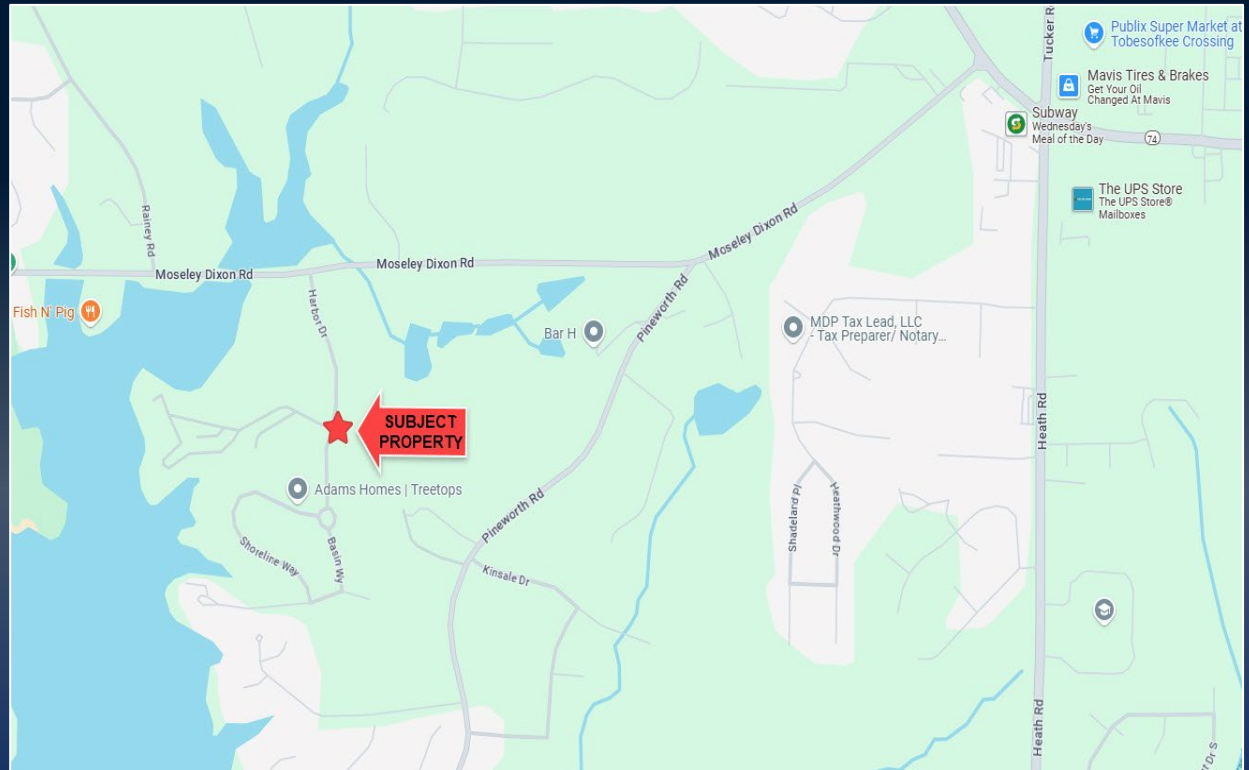 Publix Super Market at
Tobesofkee Crossing
Tucker R
Mavis Tires & Brakes
Get Your Oil
Changed At Mavis
Subway
Wednesday's
Meal of the Day
74
The UPS Store
The UPS Store®
Mailboxes
Rainey Rd
Moseley Dixon Rd
Moseley Dixon Rd
Moseley Dixon Rd
Harbor Dr
Fish N' Pig
Bar H
Pineworth Rd
MDP Tax Lead, LLC
- Tax Preparer/ Notary...
SUBJECT
PROPERTY
Heath Rd
Adams Homes | Treetops
Pineworth Rd
Shadelard Pl
Heathwood Dr
Shoreline Way
Basin Wy
Kinsale Dr
Heath Rd
Dr S